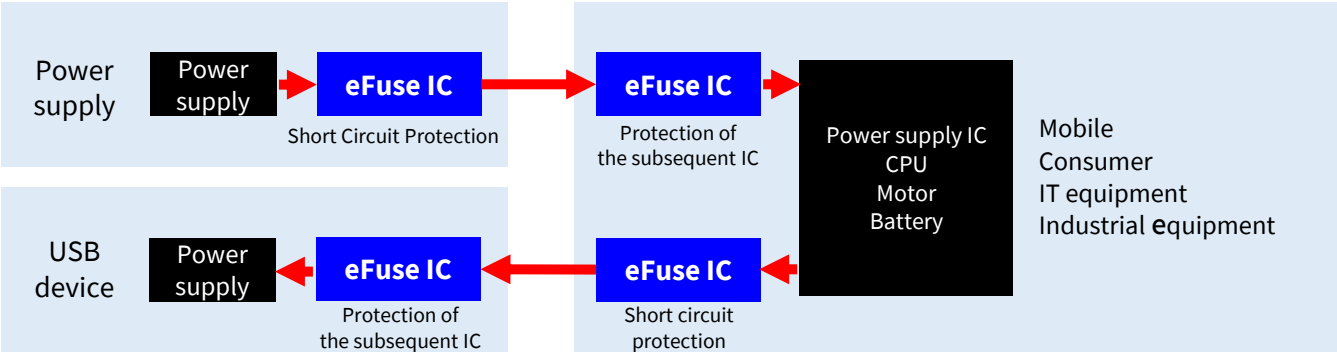 Power
supply
Power
supply
eFuse IC
Short Circuit Protection
eFuse IC
Protection of
the subsequent IC
Power supply IC
CPU
Motor
Battery
Mobile
Consumer
IT equipment
Industrial equipment
USB
device
Power
supply
eFuse IC
Protection of
the subsequent IC
eFuse IC
Short circuit
protection